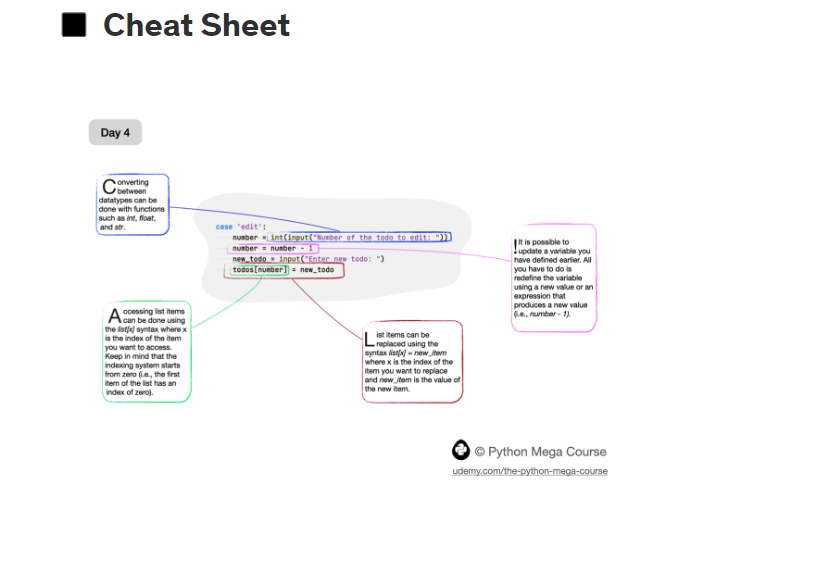 Cheat Sheet
Day 4
Converting
between
datatypes can be
done with functions
such as int, float,
and str.
case 'edit':
number = int(input("Number of the todo to edit: "))
number = number - 1
new_todo = input("Enter new todo: ")
todos[number] = new_todo
!It is possible to
update a variable you
have defined earlier. All
you have to do is
redefine the variable
using a new value or an
expression that
produces a new value
(i.e., number - 1).
Accessing list items
can be done using
the list[x] syntax where x
is the index of the item
you want to access.
Keep in mind that the
indexing system starts
from zero (i.e., the first
item of the list has an
index of zero).
List items can be
replaced using the
syntax list[x] = new_item
where x is the index of the
item you want to replace
and new_item is the value of
the new item.
© Python Mega Course
udemy.com/the-python-mega-course